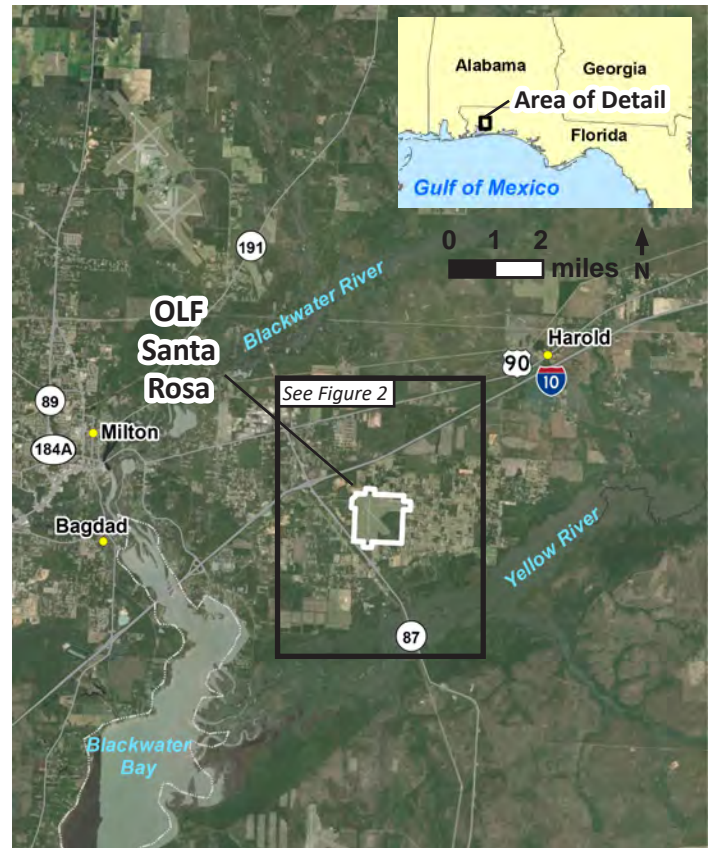 Alabama
Georgia
Area of Detail
Florida
Gulf of Mexico
0 1 2
miles N
191
Blackwater River
OLF
Santa
Rosa
Harold
90
10
See Figure 2
89
Milton
184A
Bagdad
Yellow River
87
Blackwater
Bay